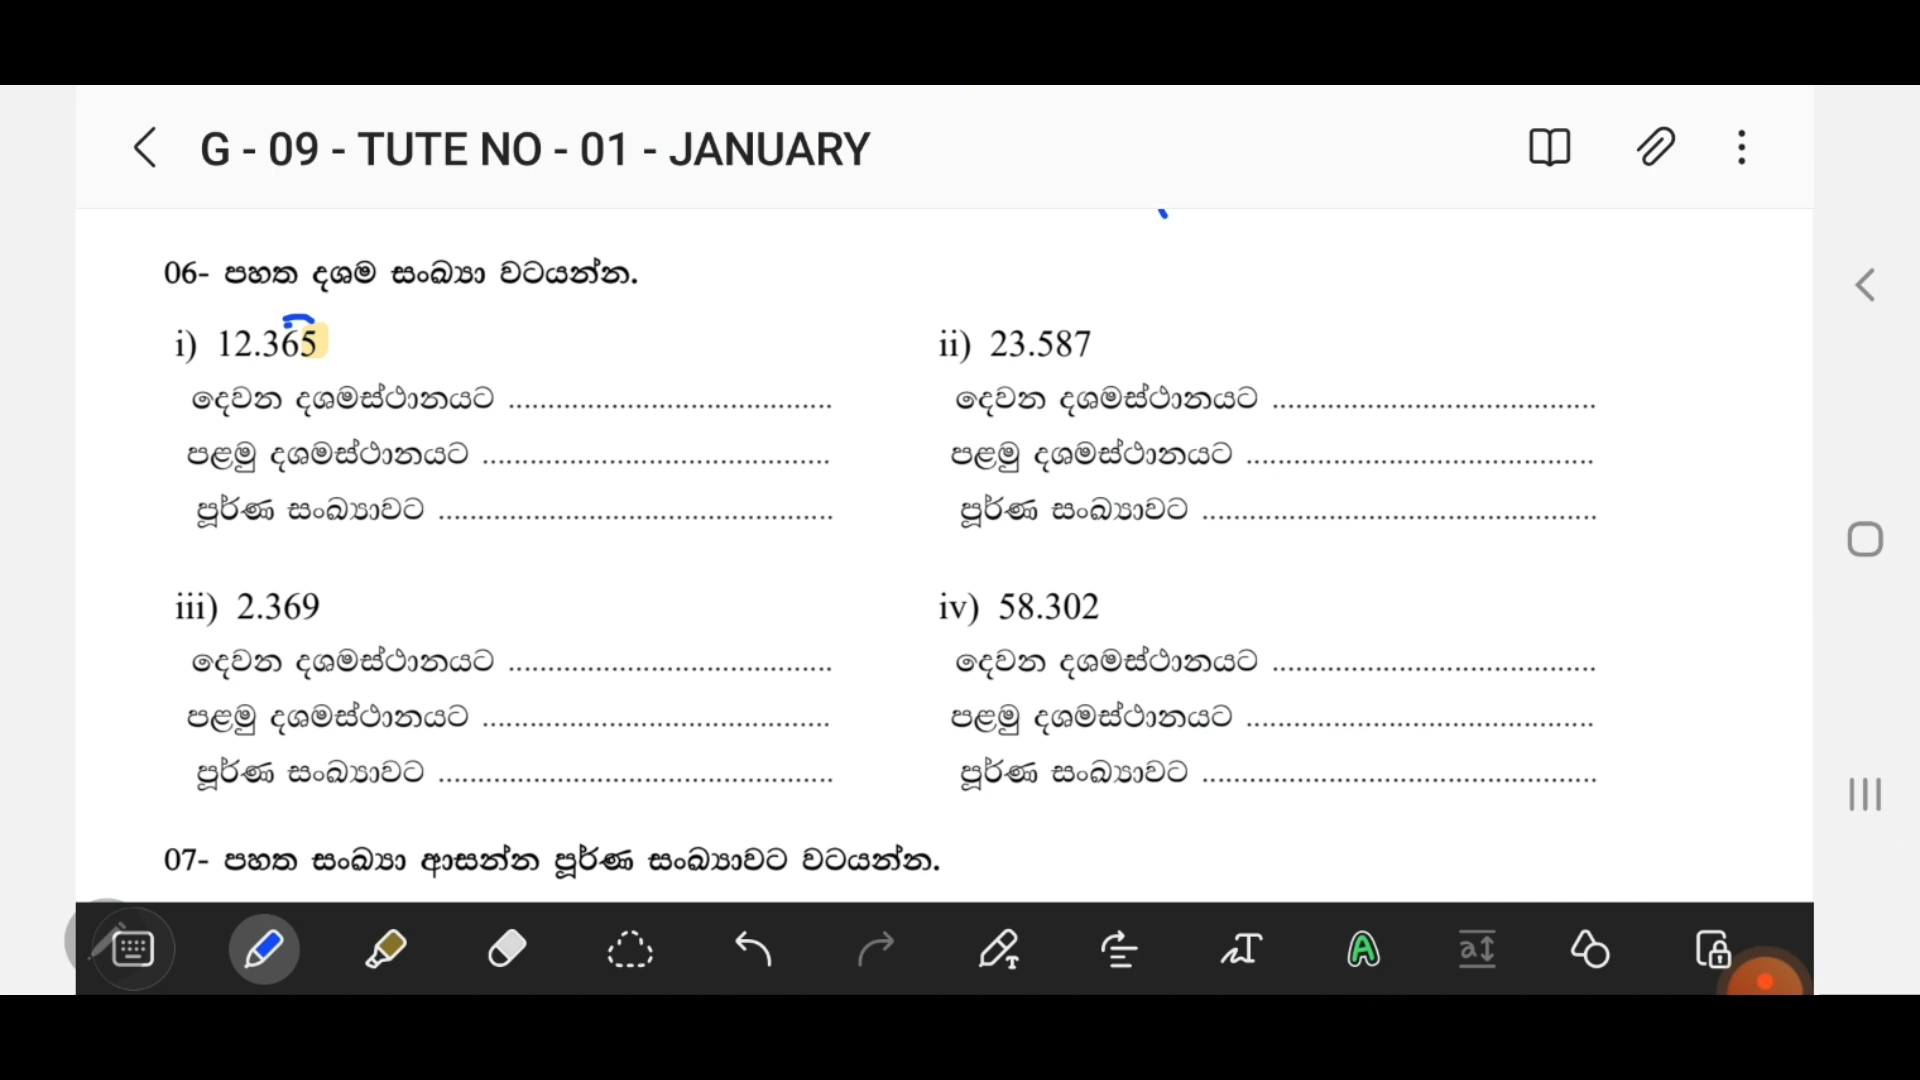 G - 09 - TUTE NO - 01 - JANUARY
06- පහත දශම සංඛ්‍යා වටයන්න.
i) 12.365
දෙවන දශමස්ථානයට ..........................................
පළමු දශමස්ථානයට .............................................
පූර්ණ සංඛ්‍යාවට ...................................................
ii) 23.587
දෙවන දශමස්ථානයට ..........................................
පළමු දශමස්ථානයට .............................................
පූර්ණ සංඛ්‍යාවට ...................................................
iii) 2.369
දෙවන දශමස්ථානයට ..........................................
පළමු දශමස්ථානයට .............................................
පූර්ණ සංඛ්‍යාවට ...................................................
iv) 58.302
දෙවන දශමස්ථානයට ..........................................
පළමු දශමස්ථානයට .............................................
පූර්ණ සංඛ්‍යාවට ...................................................
07- පහත සංඛ්‍යා ආසන්න පූර්ණ සංඛ්‍යාවට වටයන්න.